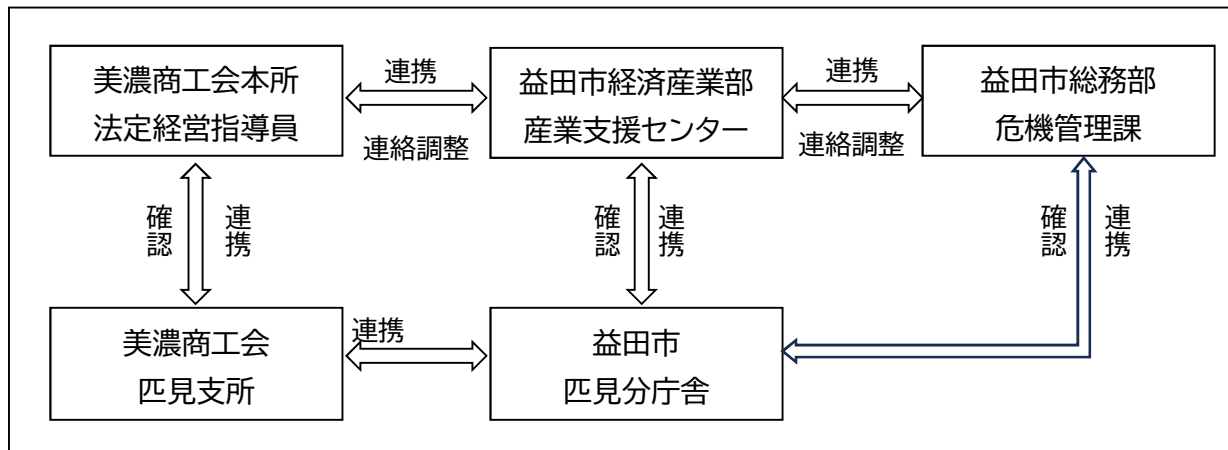 美濃商工会本所
法定経営指導員
連携
連絡調整
益田市経済産業部
産業支援センター
連携
連絡調整
益田市総務部
危機管理課
確認
連携
確認
連携
確認
連携
美濃商工会
匹見支所
連携
益田市
匹見分庁舎